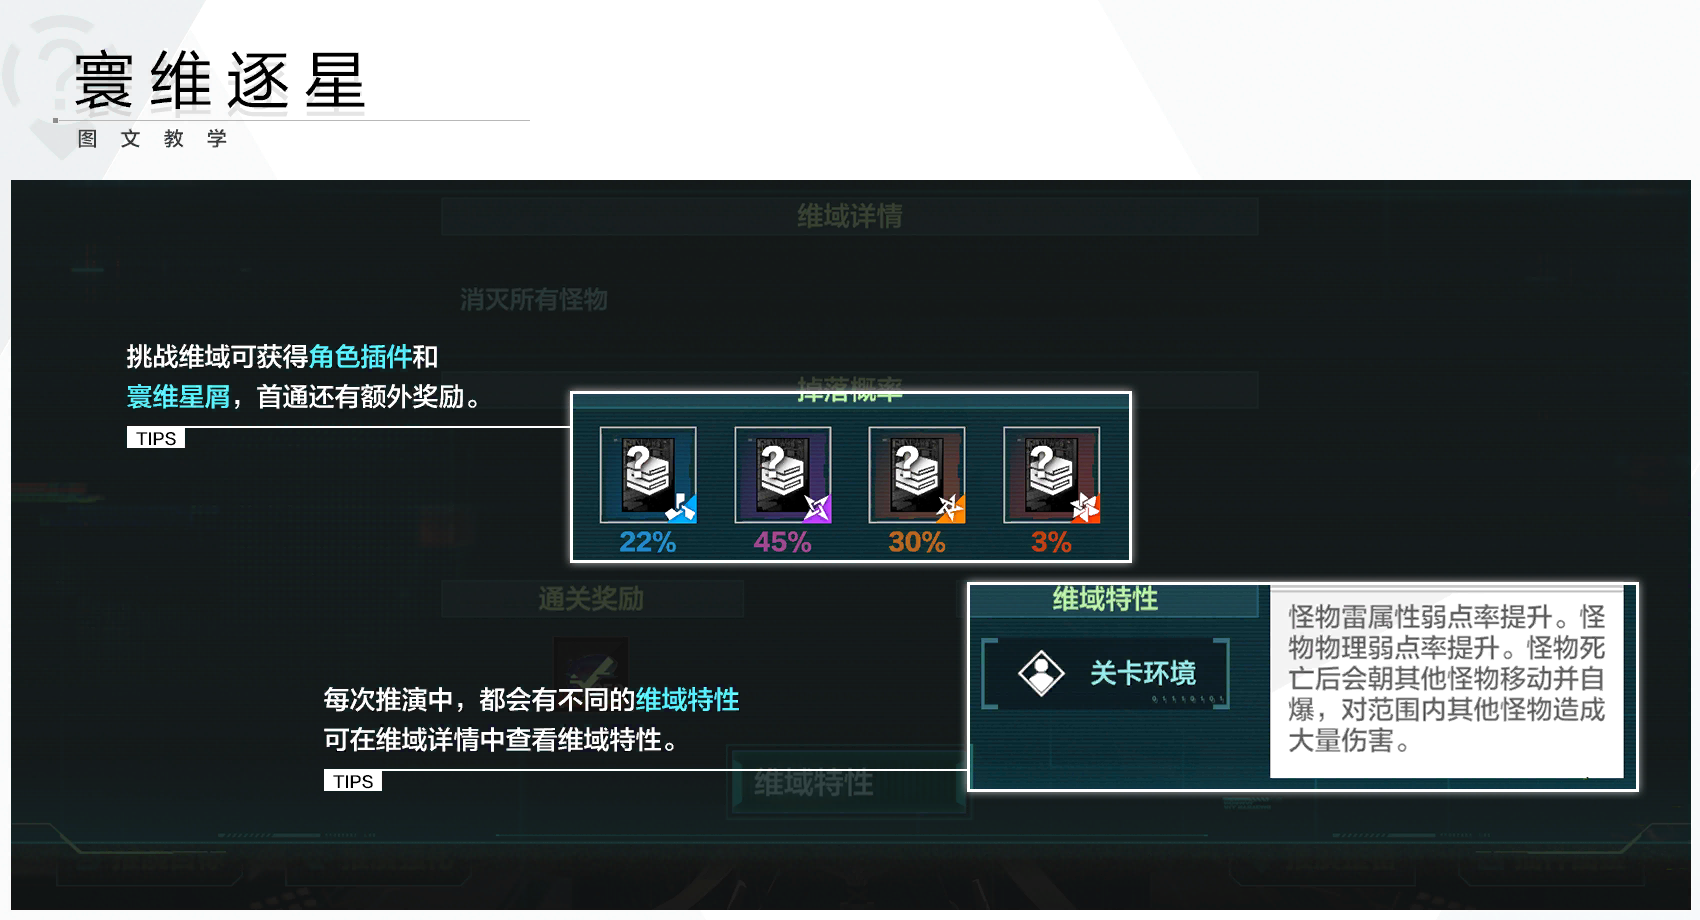 寰维逐星
图文教学
维域详情
消灭所有怪物
挑战维域可获得角色插件和
寰维星屑，首通还有额外奖励。
TIPS
掉落概率
22%
45%
30%
3%
通关奖励
维域特性
关卡环境
怪物雷属性弱点率提升。怪
物物理弱点率提升。怪物死
亡后会朝其他怪物移动并自
爆，对范围内其他怪物造成
大量伤害。
每次推演中，都会有不同的维域特性
可在维域详情中查看维域特性。
TIPS
维域特性